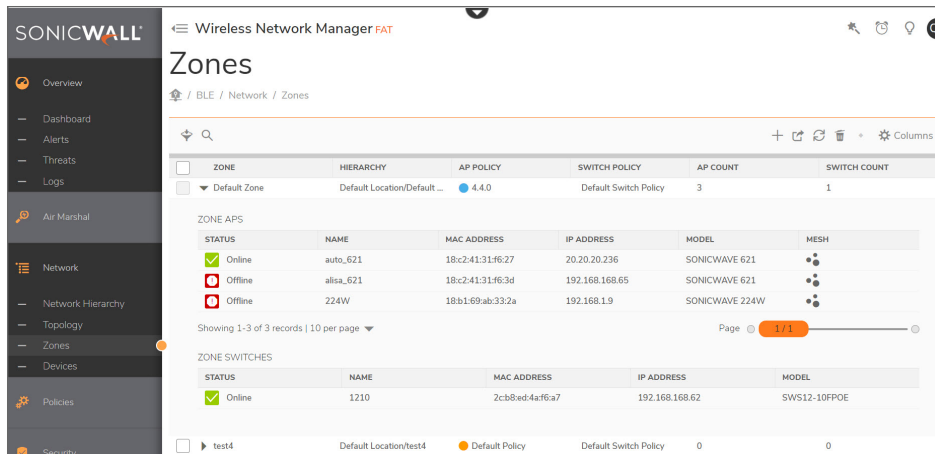 SONICWALL
Overview
Dashboard
Alerts
Threats
Logs
Air Marshal
Network
Network Hierarchy
Topology
Zones
Devices
Policies
Security
Wireless Network Manager FAT
Zones
/ BLE / Network / Zones
Columns
ZONE HIERARCHY AP POLICY SWITCH POLICY AP COUNT SWITCH COUNT
Default Zone Default Location/Default ... 4.4.0 Default Switch Policy 3 1
ZONE APS
STATUS NAME MAC ADDRESS IP ADDRESS MODEL MESH
Online auto_621 18:c2:41:31:f6:27 20.20.20.236 SONICWAVE 621
Offline alisa_621 18:c2:41:31:f6:3d 192.168.168.65 SONICWAVE 621
Offline 224W 18:b1:69:ab:33:2a 192.168.1.9 SONICWAVE 224W
Showing 1-3 of 3 records | 10 per page Page 1/1
ZONE SWITCHES
STATUS NAME MAC ADDRESS IP ADDRESS MODEL
Online 1210 2c:b8:ed:4a:f6:a7 192.168.168.62 SWS12-10FPOE
test4 Default Location/test4 Default Policy Default Switch Policy 0 0